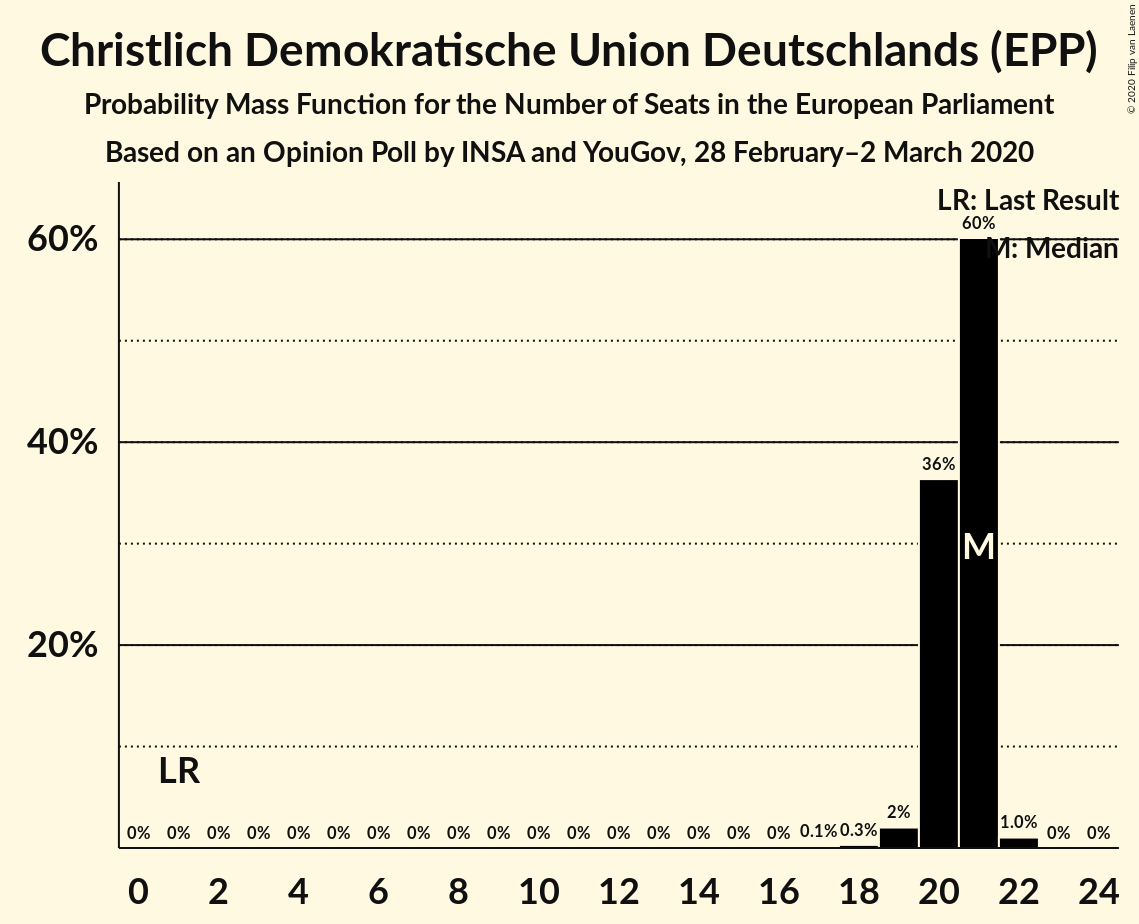 Christlich Demokratische Union Deutschlands (EPP)
Probability Mass Function for the Number of Seats in the European Parliament
Based on an Opinion Poll by INSA and YouGov, 28 February–2 March 2020
© 2020 Filip van Laenen
LR: Last Result
M: Median
60%
40%
20%
LR
M
0% 0% 0% 0% 0% 0% 0% 0% 0% 0% 0% 0% 0% 0% 0% 0% 0% 0.1% 0.3% 2% 36% 60% 1.0% 0% 0%
0 2 4 6 8 10 12 14 16 18 20 22 24